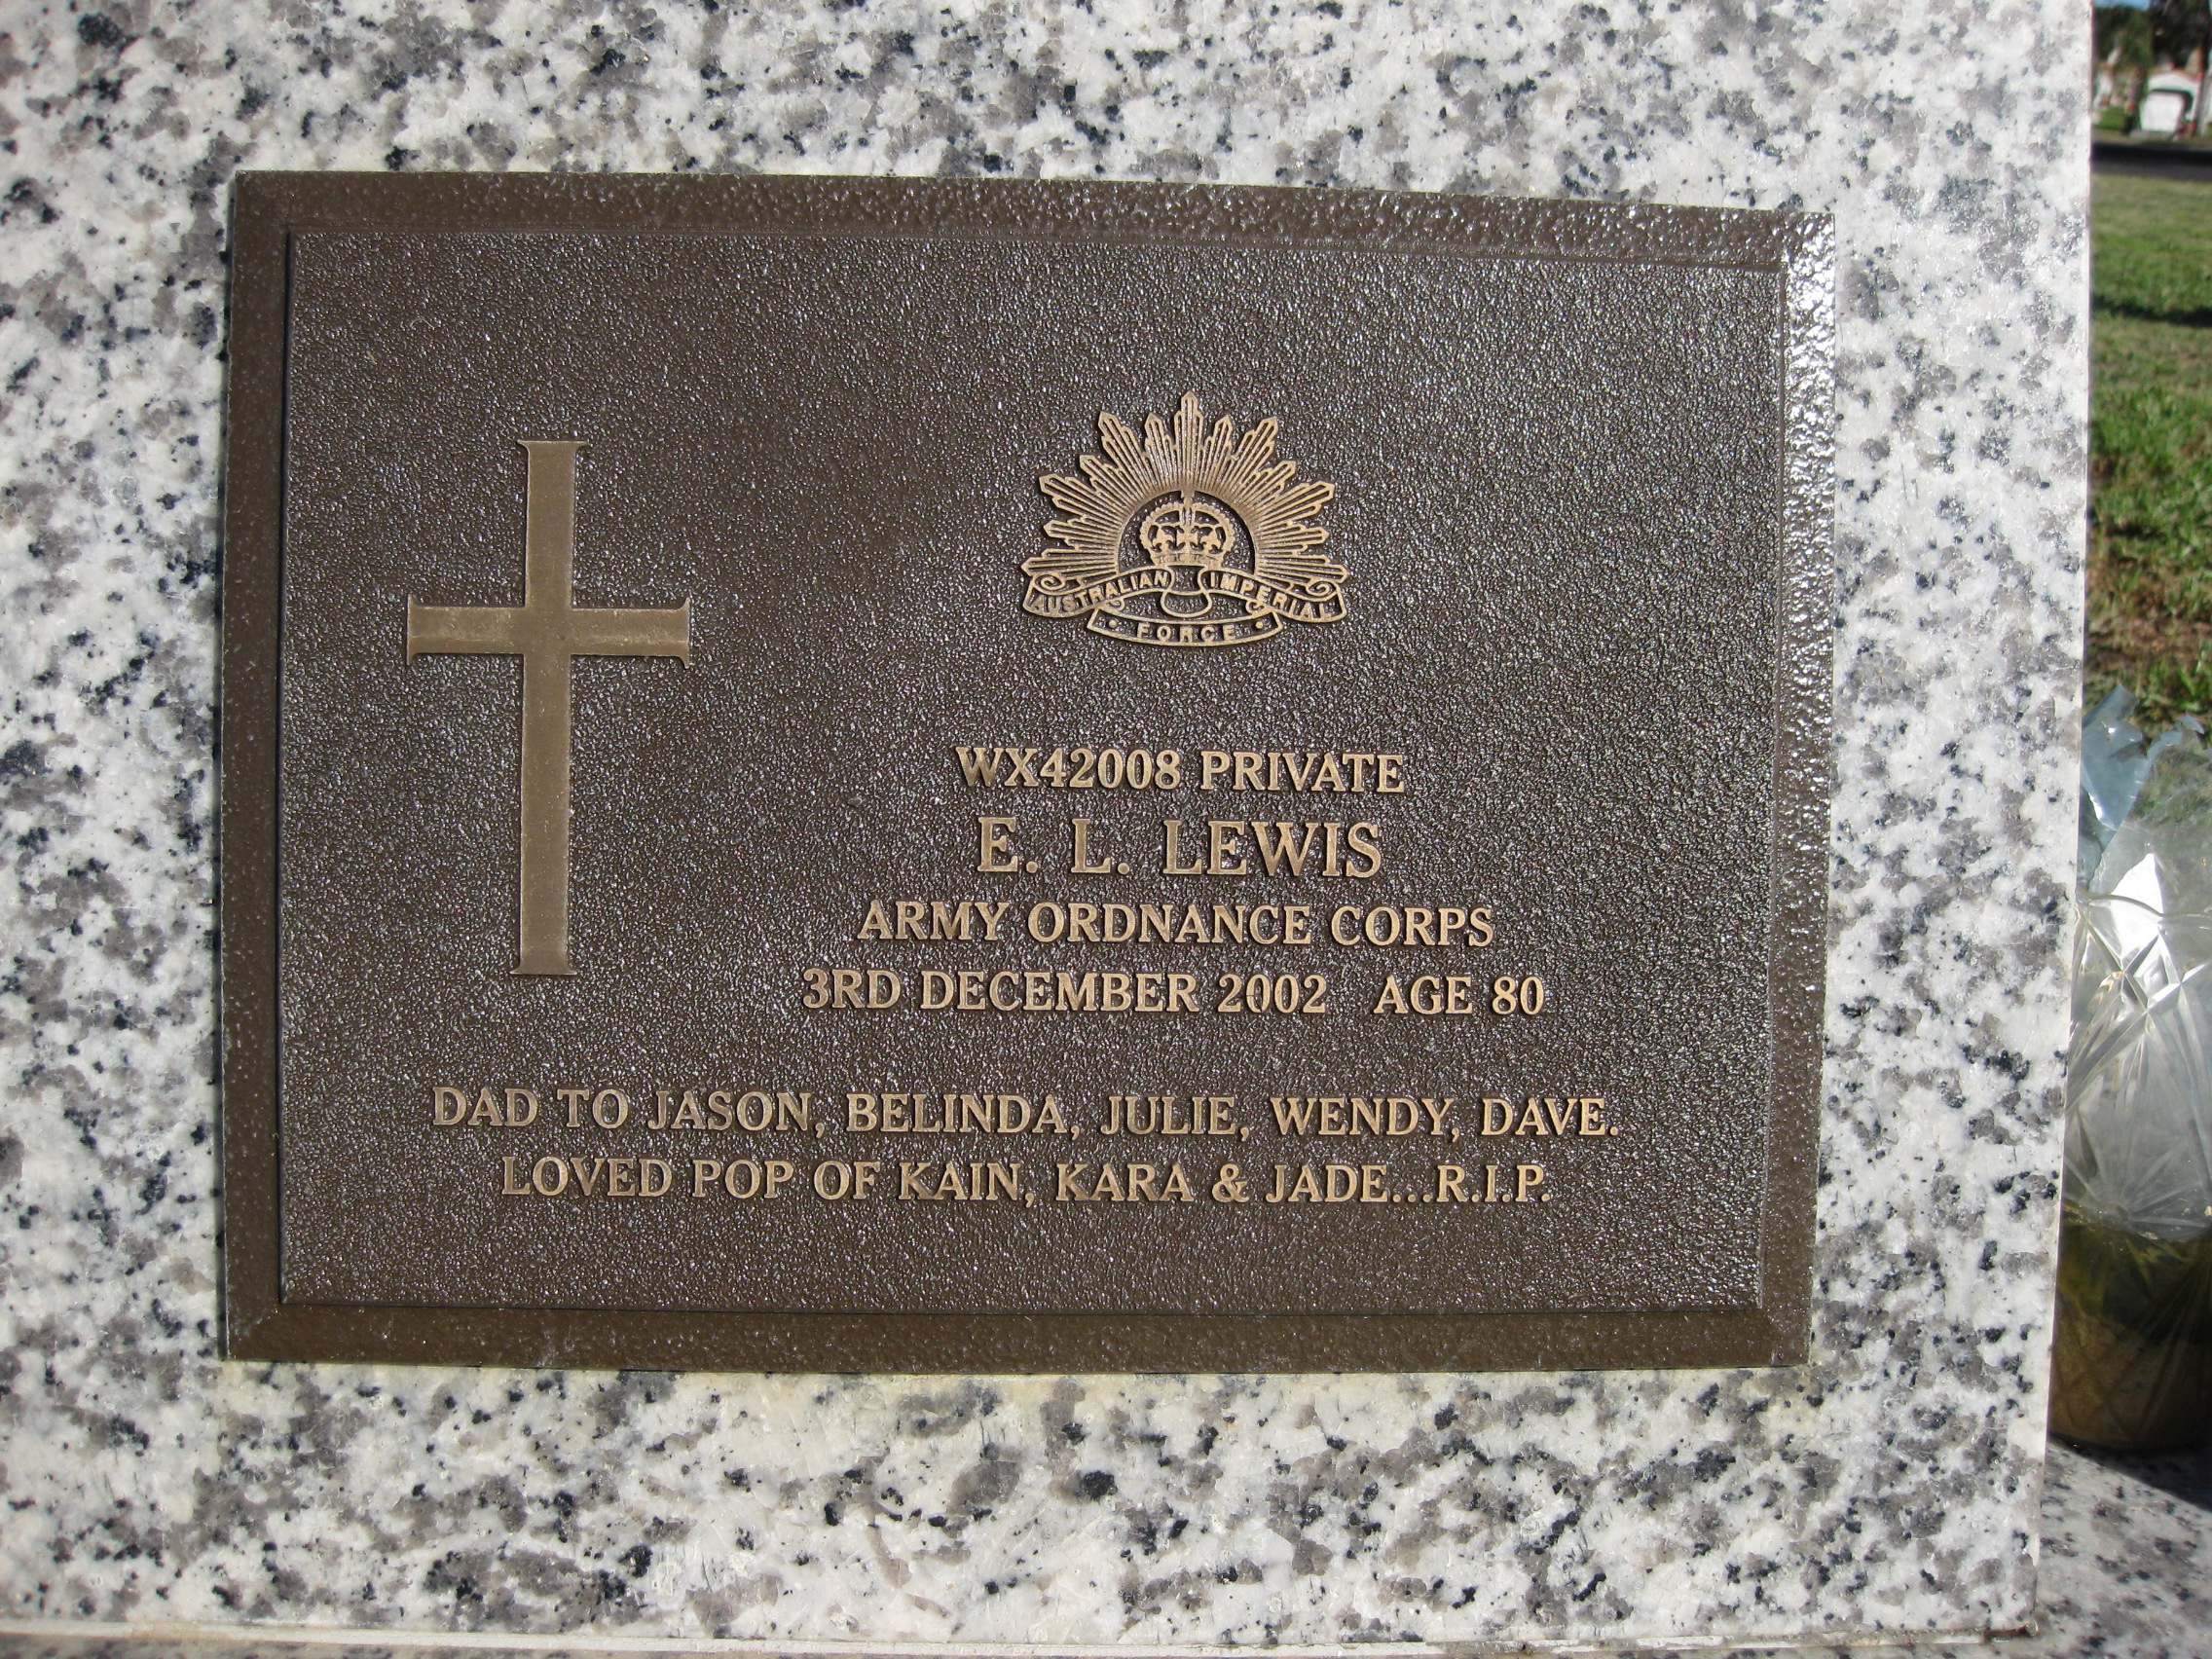 AUSTRALIAN IMPERIAL
FORCE
WX42008 PRIVATE
E. L. LEWIS
ARMY ORDNANCE CORPS
3RD DECEMBER 2002 AGE 80
DAD TO JASON, BELINDA, JULIE, WENDY, DAVE.
LOVED POP OF KAIN, KARA & JADE...R.I.P.